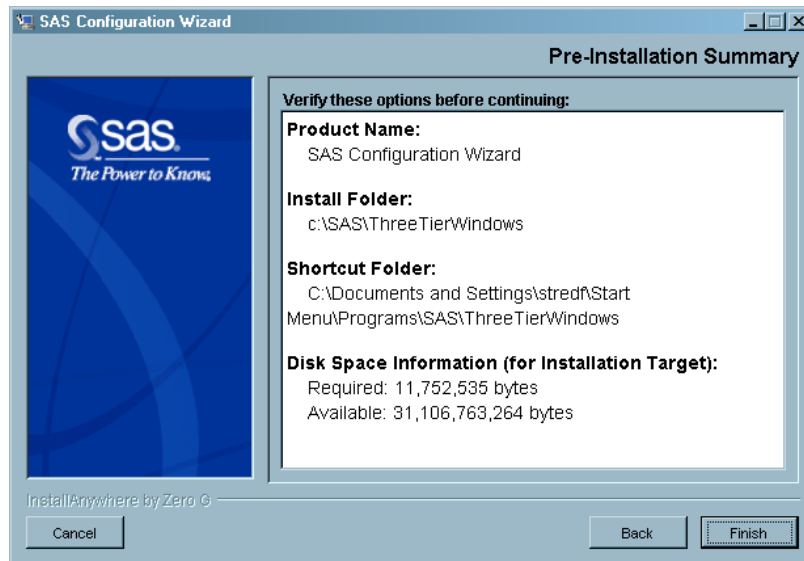 SAS Configuration Wizard
Pre-Installation Summary
sas.
The Power to Know®
Verify these options before continuing:
Product Name:
SAS Configuration Wizard
Install Folder:
c:\SAS\ThreeTierWindows
Shortcut Folder:
C:\Documents and Settings\stredf\Start
Menu\Programs\SAS\ThreeTierWindows
Disk Space Information (for Installation Target):
Required: 11,752,535 bytes
Available: 31,106,763,264 bytes
InstallAnywhere by Zero G
Cancel
Back
Finish